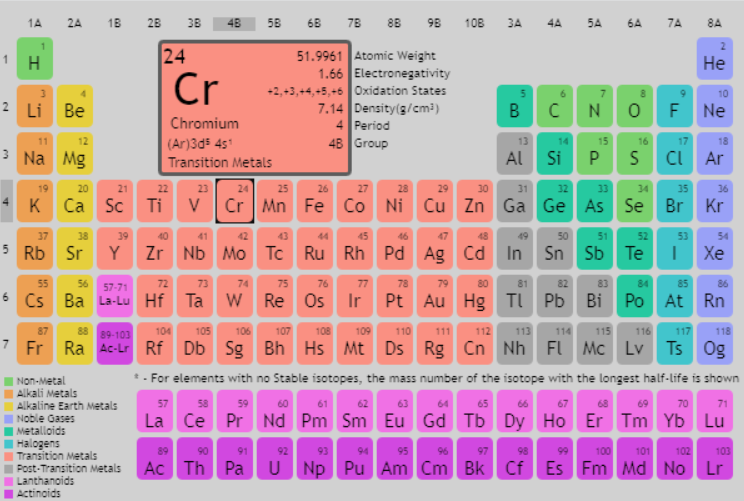 1A 2A 1B 2B 3B 4B 5B 6B 7B 8B 9B 10B 3A 4A 5A 6A 7A 8A
24 51.9961 Atomic Weight
Cr 1.66 Electronegativity
+2,+3,+4,+5,+6 Oxidation States
7.14 Density(g/cm³)
Chromium 4 Period
(Ar)3d⁵ 4s¹ 4B Group
Transition Metals
1 1 2
H He
2 3 4 5 6 7 8 9 10
Li Be B C N O F Ne
3 11 12 13 14 15 16 17 18
Na Mg Al Si P S Cl Ar
4 19 20 21 22 23 24 25 26 27 28 29 30 31 32 33 34 35 36
K Ca Sc Ti V Cr Mn Fe Co Ni Cu Zn Ga Ge As Se Br Kr
5 37 38 39 40 41 42 43 44 45 46 47 48 49 50 51 52 53 54
Rb Sr Y Zr Nb Mo Tc Ru Rh Pd Ag Cd In Sn Sb Te I Xe
6 55 56 57-71 72 73 74 75 76 77 78 79 80 81 82 83 84 85 86
Cs Ba La-Lu Hf Ta W Re Os Ir Pt Au Hg Tl Pb Bi Po At Rn
7 87 88 89-103 104 105 106 107 108 109 110 111 112 113 114 115 116 117 118
Fr Ra Ac-Lr Rf Db Sg Bh Hs Mt Ds Rg Cn Nh Fl Mc Lv Ts Og
* - For elements with no Stable isotopes, the mass number of the isotope with the longest half-life is shown
Non-Metal
Alkali Metals
Alkaline Earth Metals
Noble Gases
Metalloids
Halogens
Transition Metals
Post-Transition Metals
Lanthanoids
Actinoids
57 58 59 60 61 62 63 64 65 66 67 68 69 70 71
La Ce Pr Nd Pm Sm Eu Gd Tb Dy Ho Er Tm Yb Lu
89 90 91 92 93 94 95 96 97 98 99 100 101 102 103
Ac Th Pa U Np Pu Am Cm Bk Cf Es Fm Md No Lr